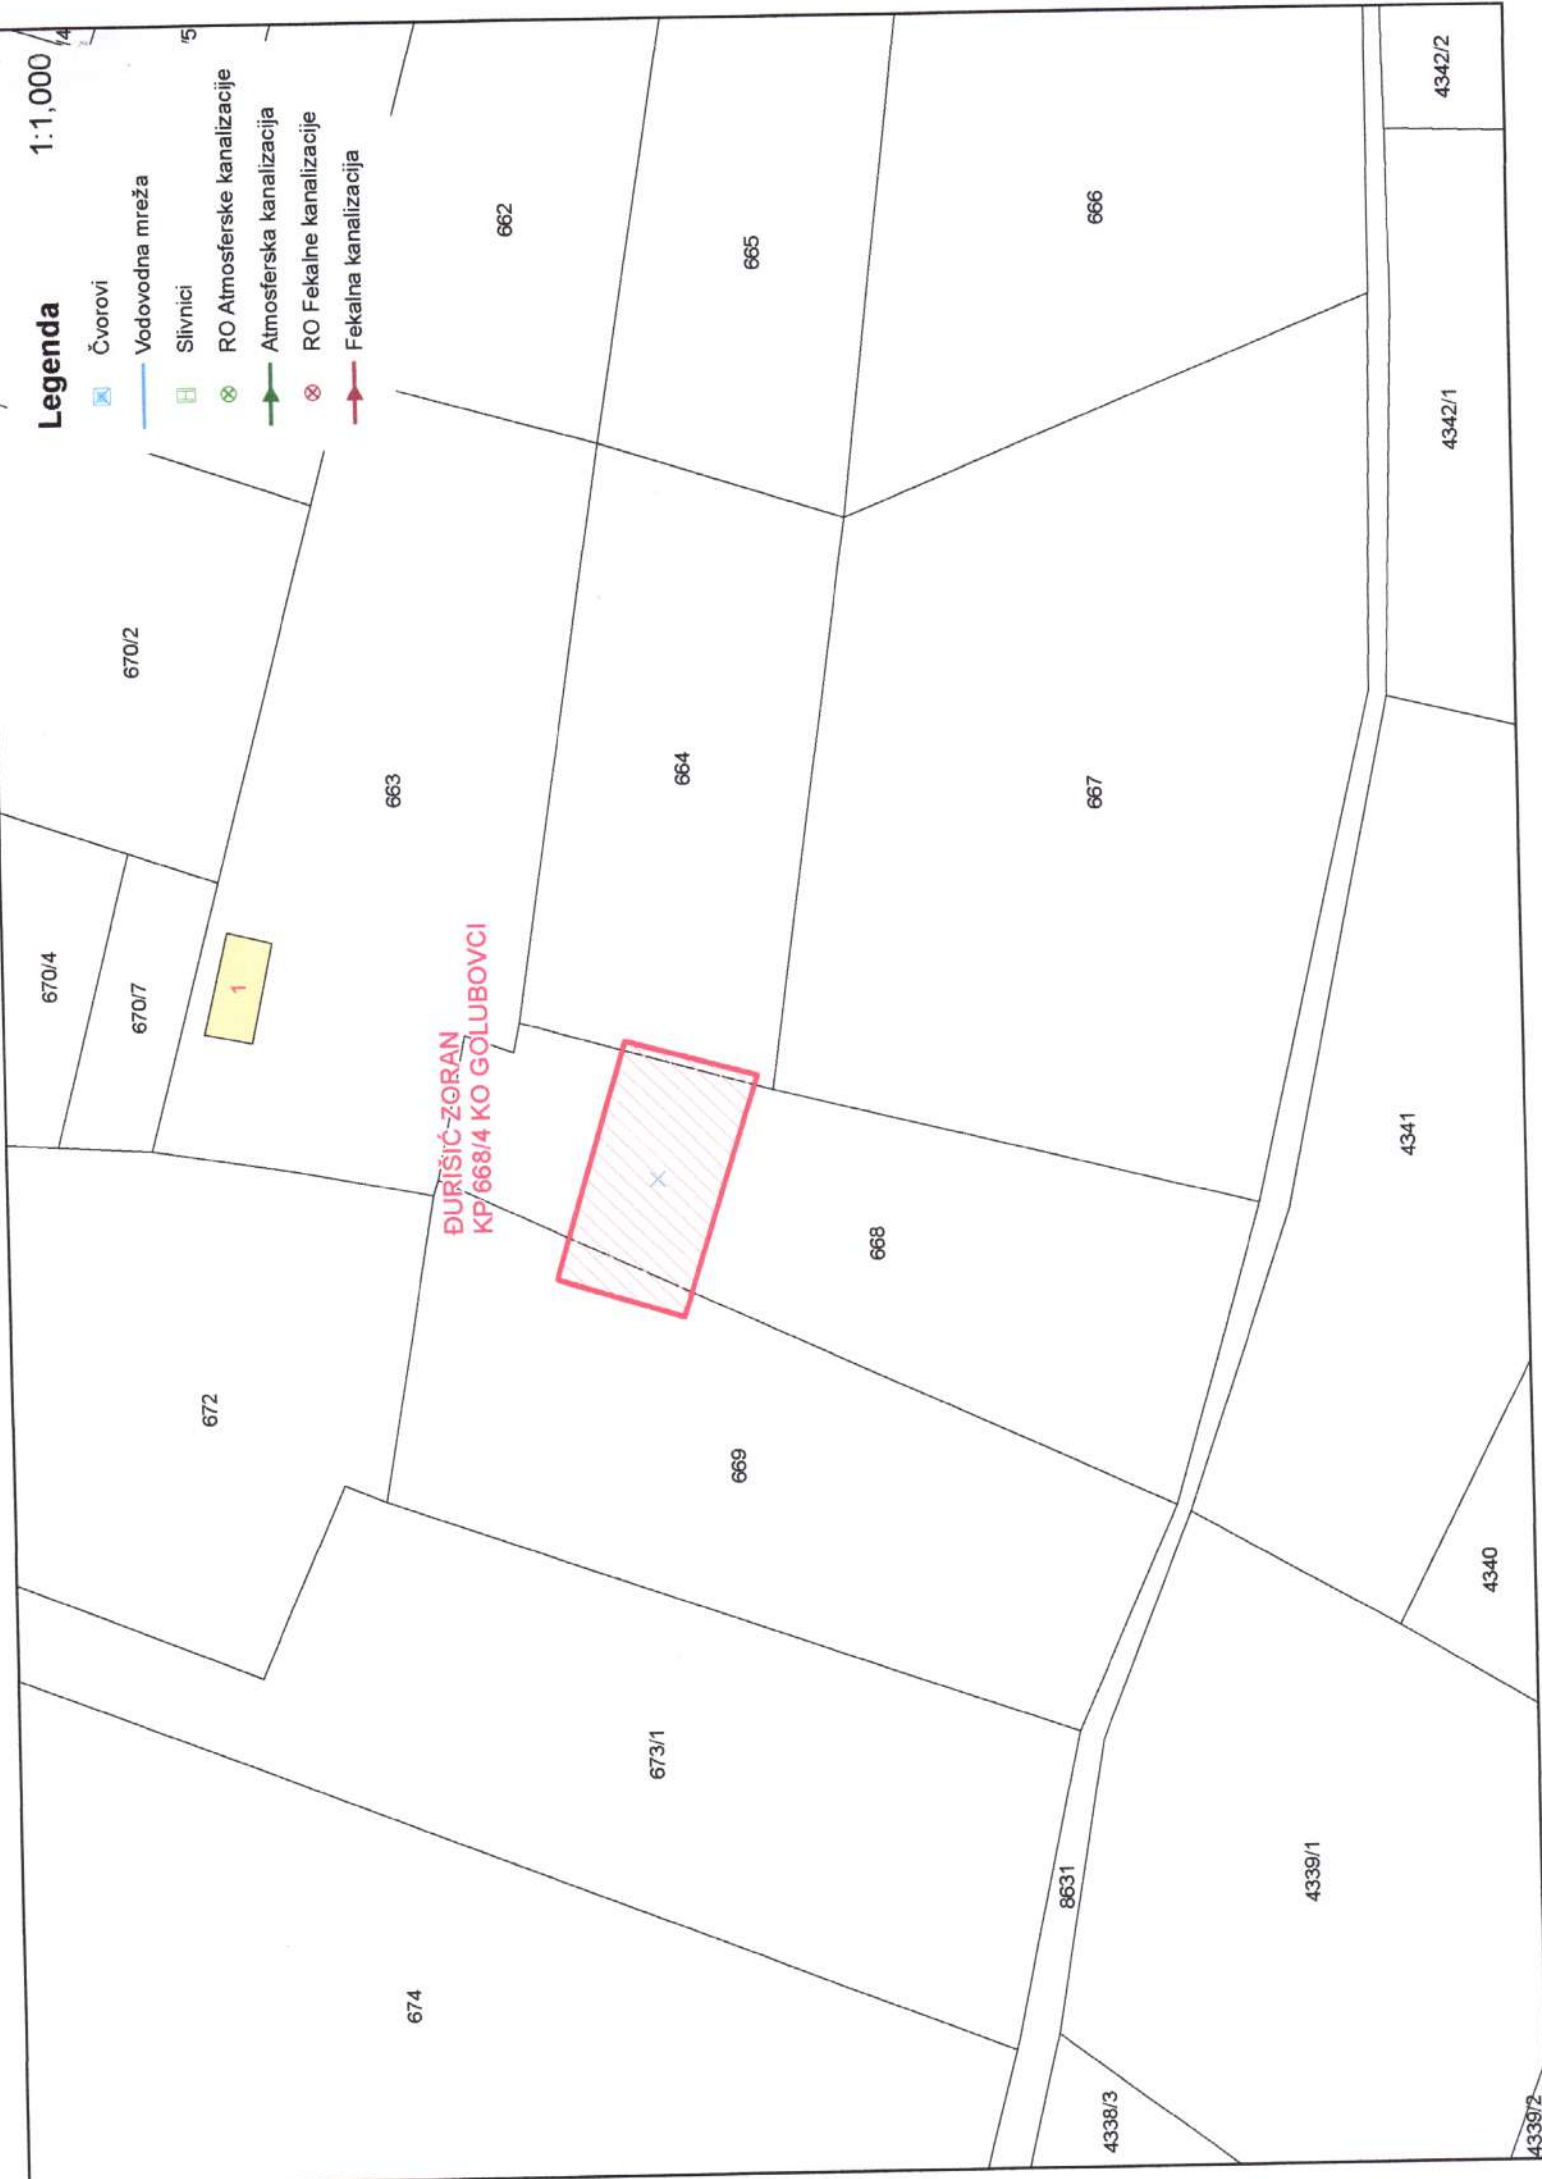 Legenda
1:1,000
Čvorovi
Vodovodna mreža
Slivnici
RO Atmosferske kanalizacije
Atmosferska kanalizacija
RO Fekalne kanalizacije
Fekalna kanalizacija
/4
/5
670/2
670/4
670/7
1
662
663
665
664
666
667
ĐURIŠIĆ ZORAN
KP 668/4 KO GOLUBOVCI
672
668
669
673/1
674
8631
4342/2
4342/1
4341
4340
4339/1
4338/3
4339/2